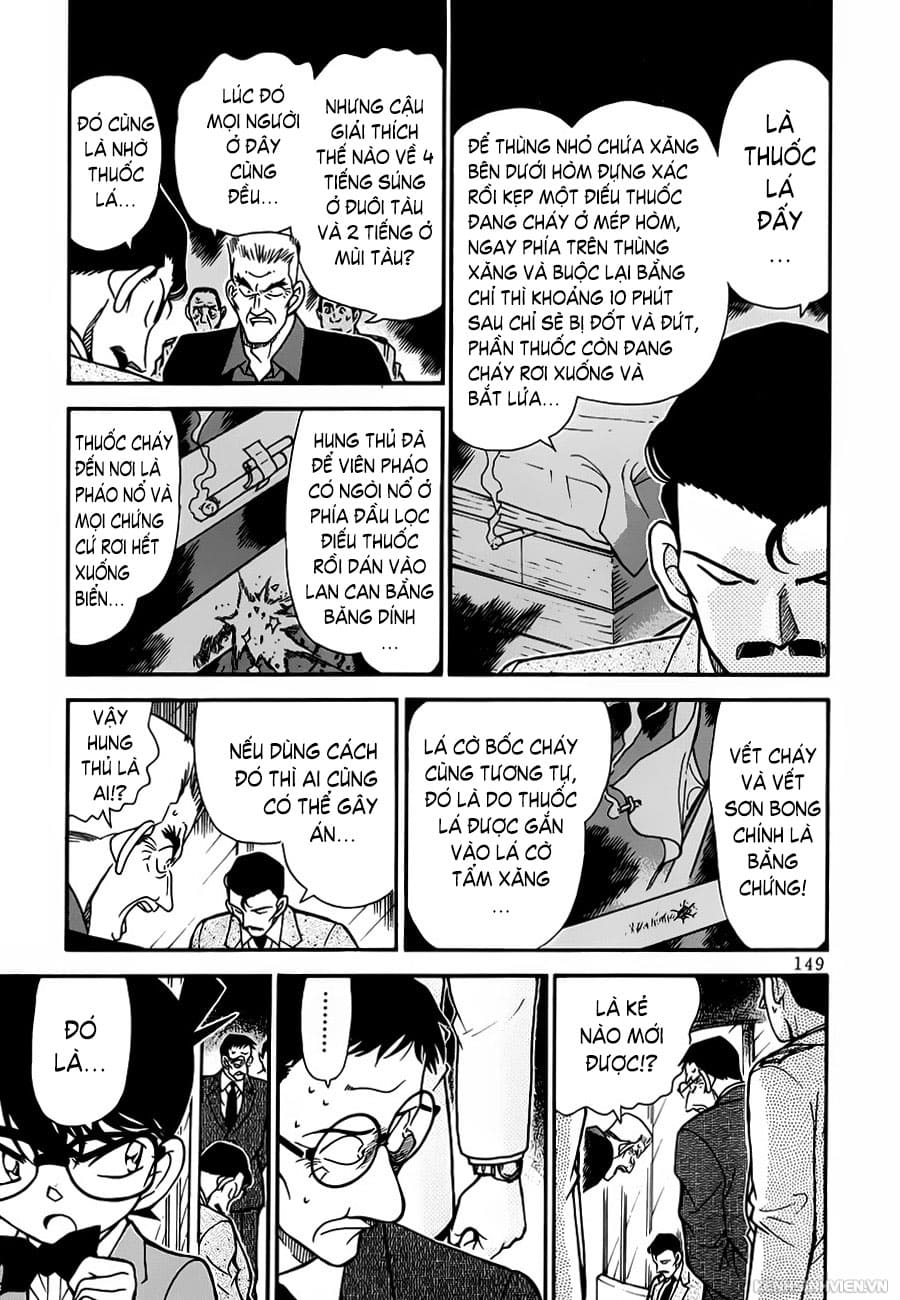 LÀ
THUỐC
LÁ
ĐẤY
...
ĐỂ THÙNG NHỎ CHỨA XĂNG
BÊN DƯỚI HÒM ĐỰNG XÁC
RỒI KẸP MỘT ĐIẾU THUỐC
ĐANG CHÁY Ở MÉP HÒM,
NGAY PHÍA TRÊN THÙNG
XĂNG VÀ BUỘC LẠI BẰNG
CHỈ THÌ KHOẢNG 10 PHÚT
SAU CHỈ SẼ BỊ ĐỐT VÀ ĐỨT,
PHẦN THUỐC CÒN ĐANG
CHÁY RƠI XUỐNG VÀ
BẮT LỬA...
NHƯNG CẬU
GIẢI THÍCH
THẾ NÀO VỀ 4
TIẾNG SÚNG
Ở ĐUÔI TÀU
VÀ 2 TIẾNG Ở
MŨI TÀU?
LÚC ĐÓ
MỌI NGƯỜI
Ở ĐÂY
CŨNG
ĐỀU...
ĐÓ CŨNG
LÀ NHỜ
THUỐC
LÁ...
HUNG THỦ ĐÃ
ĐỂ VIÊN PHÁO
CÓ NGÒI NỔ Ở
PHÍA ĐẦU LỌC
ĐIẾU THUỐC
RỒI DÁN VÀO
LAN CAN BẰNG
BĂNG DÍNH
...
THUỐC CHÁY
ĐẾN NƠI LÀ
PHÁO NỔ VÀ
MỌI CHỨNG
CỨ RƠI HẾT
XUỐNG
BIỂN...
VẾT CHÁY
VÀ VẾT
SƠN BONG
CHÍNH LÀ
BẰNG
CHỨNG!
LÁ CỜ BỐC CHÁY
CŨNG TƯƠNG TỰ,
ĐÓ LÀ DO THUỐC
LÁ ĐƯỢC GẮN
VÀO LÁ CỜ
TẨM XĂNG
...
NẾU DÙNG CÁCH
ĐÓ THÌ AI CŨNG
CÓ THỂ GÂY
ÁN...
VẬY
HUNG
THỦ LÀ
AI!?
149
LÀ KẺ
NÀO MỚI
ĐƯỢC!?
.........
ĐÓ
LÀ...